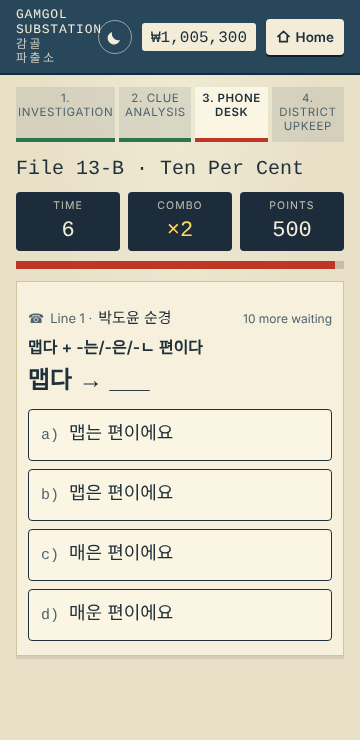 GAMGOL
SUBSTATION
감골
파출소
₩1,005,300
Home
1. INVESTIGATION
2. CLUE ANALYSIS
3. PHONE DESK
4. DISTRICT UPKEEP
File 13-B · Ten Per Cent
TIME
6
COMBO
×2
POINTS
500
☎ Line 1 · 박도윤 순경
10 more waiting
맵다 + -는/-은/-ㄴ 편이다
맵다 → ___
a) 맵는 편이에요
b) 맵은 편이에요
c) 매은 편이에요
d) 매운 편이에요